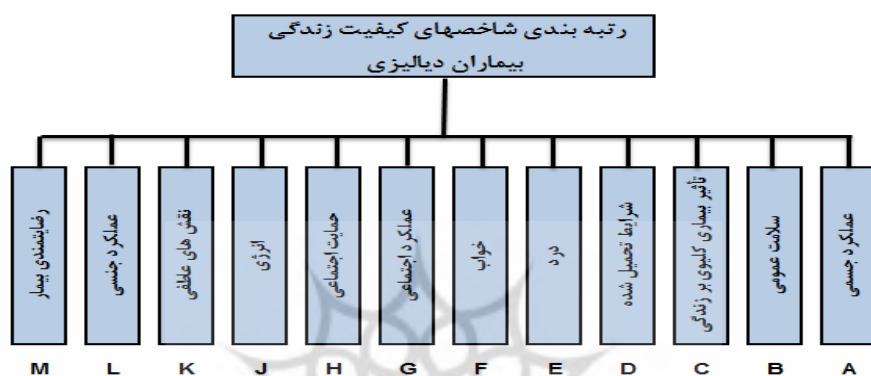 رتبه بندی شاخصهای کیفیت زندگی
بیماران دیالیزی
عملکرد جسمی
سلامت عمومی
تأثیر بیماری کلیوی بر زندگی
شرایط تحمیل شده
درد
خواب
عملکرد اجتماعی
حمایت اجتماعی
انرژی
نقش های عاطفی
عملکرد جنسی
رضایتمندی بیمار
M L K J H G F E D C B A